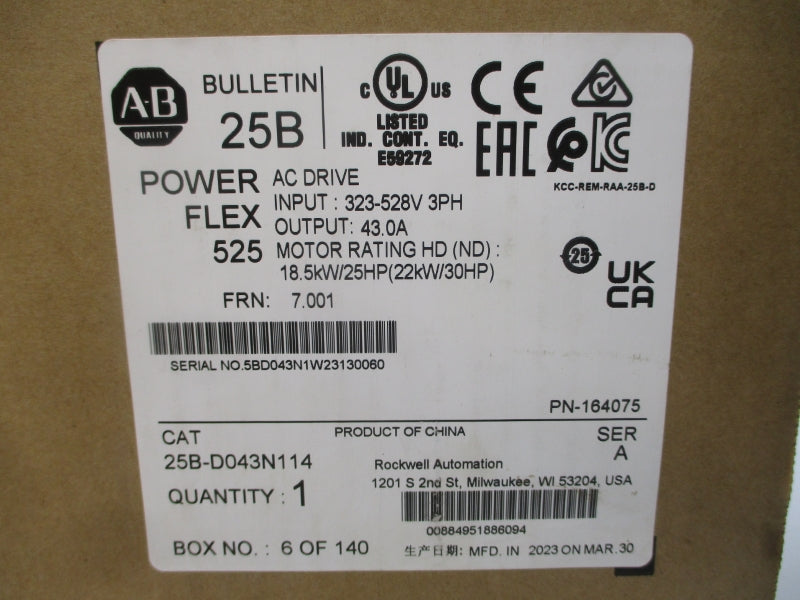 A-B
QUALITY
BULLETIN
25B
C UL US
LISTED
IND. CONT. EQ.
E59272
CE
EAC
KC
KCC-REM-RAA-25B-D
POWER
FLEX
525
AC DRIVE
INPUT : 323-528V 3PH
OUTPUT: 43.0A
MOTOR RATING HD (ND) :
18.5kW/25HP(22kW/30HP)
25
UK
CA
FRN: 7.001
SERIAL NO.5BD043N1W23130060
PN-164075
CAT
25B-D043N114
PRODUCT OF CHINA
SER
A
QUANTITY : 1
Rockwell Automation
1201 S 2nd St, Milwaukee, WI 53204, USA
00884951886094
BOX NO. : 6 OF 140
生产日期: MFD. IN 2023 ON MAR. 30